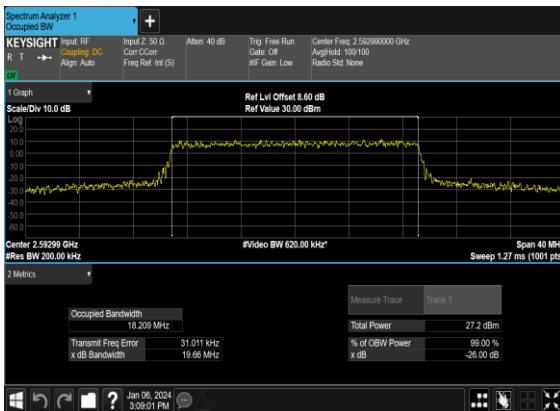 Spectrum Analyzer 1
Occupied BW
+
KEYSIGHT Input: RF Input Z: 50 Ω Atten: 40 dB Trig: Free Run Center Freq: 2.592990000 GHz
R T Coupling: DC Corr CCorr Gate: Off Avg|Hold: 100/100
Align: Auto Freq Ref: Int (S) #IF Gain: Low Radio Std: None
LV
1 Graph
Ref Lvl Offset 8.60 dB
Scale/Div 10.0 dB Ref Value 30.00 dBm
Log
20.0
10.0
0.00
-10.0
-20.0
-30.0
-40.0
-50.0
-60.0
Center 2.59299 GHz #Video BW 620.00 kHz* Span 40 MH
#Res BW 200.00 kHz Sweep 1.27 ms (1001 pts
2 Metrics
Measure Trace Trace 1
Occupied Bandwidth
18.209 MHz Total Power 27.2 dBm
Transmit Freq Error 31.011 kHz % of OBW Power 99.00 %
x dB Bandwidth 19.66 MHz x dB -26.00 dB
? Jan 06, 2024
3:09:01 PM